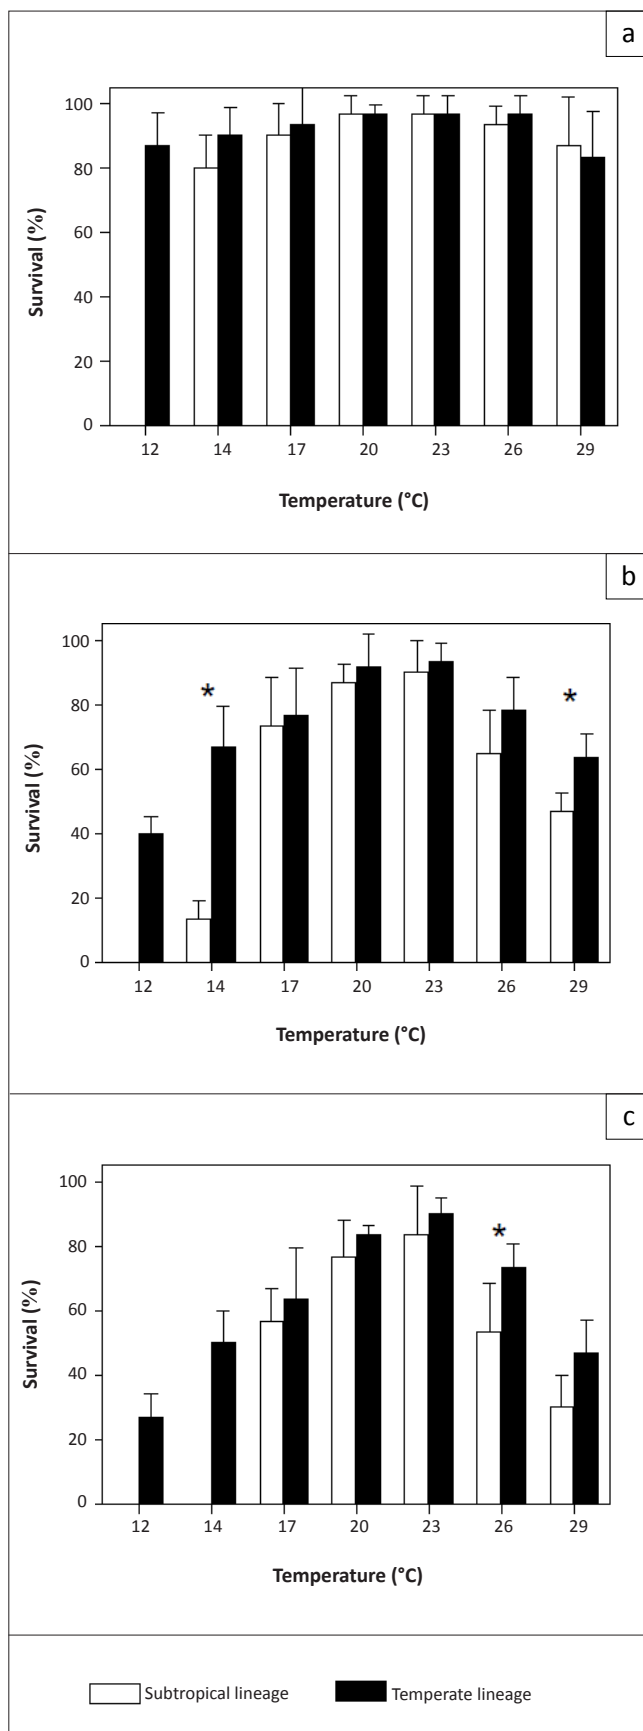 a
100
80
60
40
20
0
Survival (%)
12 14 17 20 23 26 29
Temperature (°C)
b
100
80
60
40
20
0
Survival (%)
* *
12 14 17 20 23 26 29
Temperature (°C)
c
100
80
60
40
20
0
Survival (%)
*
12 14 17 20 23 26 29
Temperature (°C)
Subtropical lineage Temperate lineage